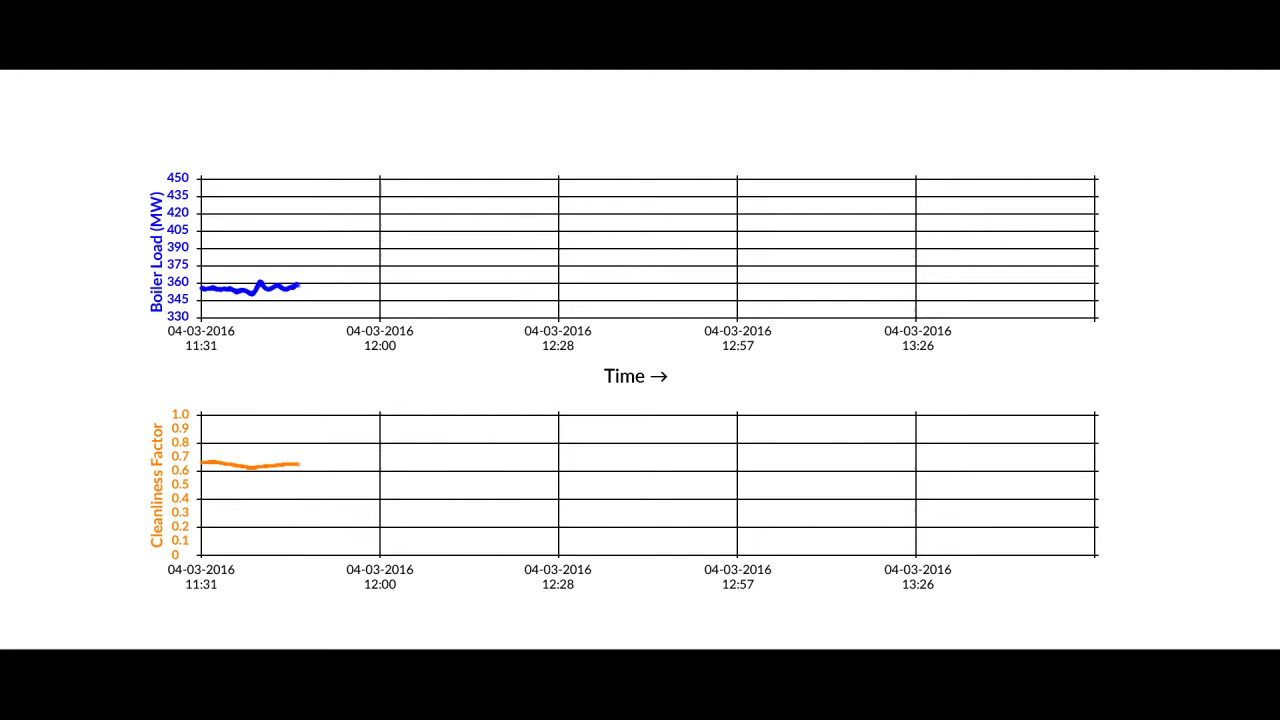 Boiler Load (MW)
450
435
420
405
390
375
360
345
330
04-03-2016 04-03-2016 04-03-2016 04-03-2016 04-03-2016
11:31 12:00 12:28 12:57 13:26
Time →
Cleanliness Factor
1.0
0.9
0.8
0.7
0.6
0.5
0.4
0.3
0.2
0.1
0
04-03-2016 04-03-2016 04-03-2016 04-03-2016 04-03-2016
11:31 12:00 12:28 12:57 13:26